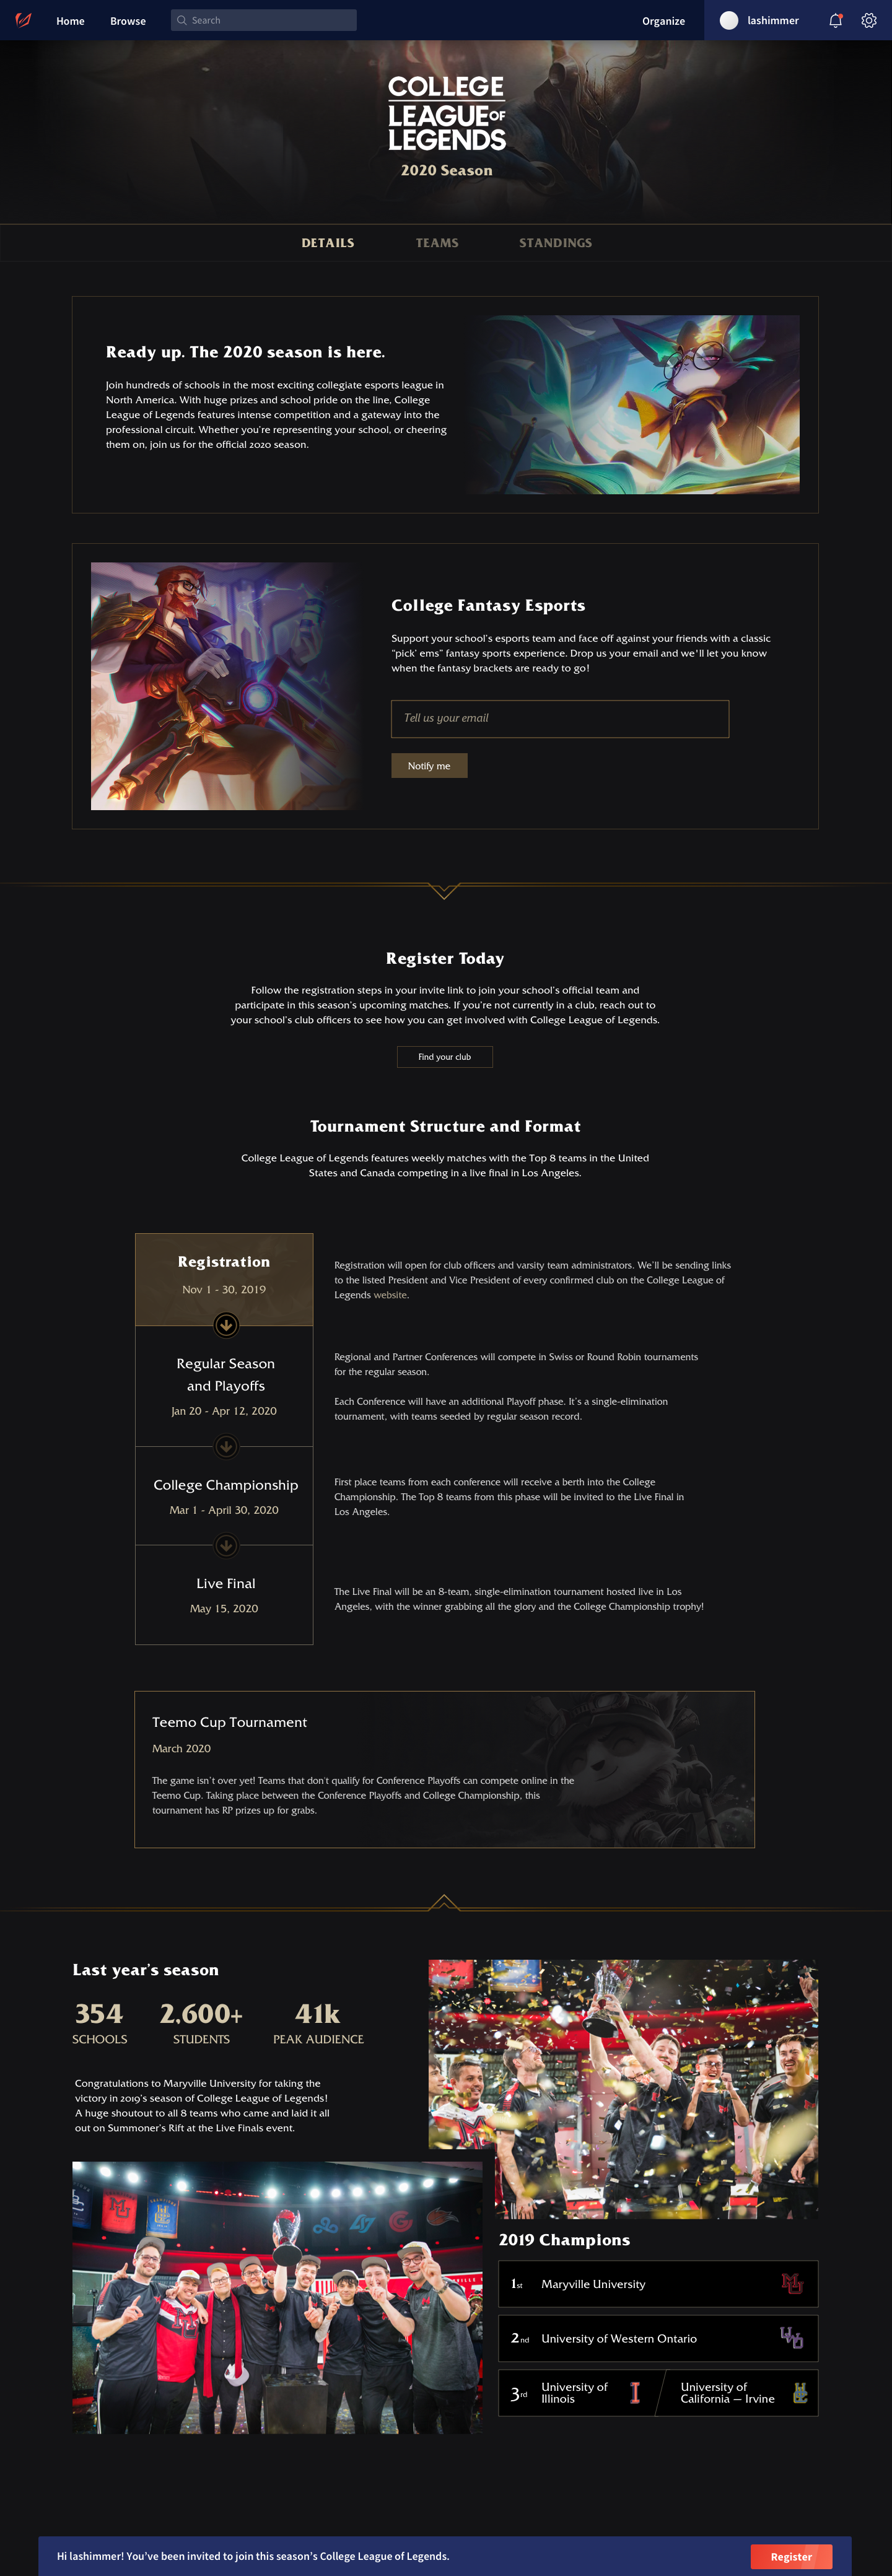 Home
Browse
Search
Organize
lashimmer
COLLEGE
LEAGUE OF
LEGENDS
2020 Season
DETAILS
TEAMS
STANDINGS
Ready up. The 2020 season is here.
Join hundreds of schools in the most exciting collegiate esports league in
North America. With huge prizes and school pride on the line, College
League of Legends features intense competition and a gateway into the
professional circuit. Whether you're representing your school, or cheering
them on, join us for the official 2020 season.
College Fantasy Esports
Support your school's esports team and face off against your friends with a classic
"pick' ems" fantasy sports experience. Drop us your email and we'll let you know
when the fantasy brackets are ready to go!
Tell us your email
Notify me
Register Today
Follow the registration steps in your invite link to join your school's official team and
participate in this season's upcoming matches. If you're not currently in a club, reach out to
your school's club officers to see how you can get involved with College League of Legends.
Find your club
Tournament Structure and Format
College League of Legends features weekly matches with the Top 8 teams in the United
States and Canada competing in a live final in Los Angeles.
Registration
Nov 1 - 30, 2019
Registration will open for club officers and varsity team administrators. We'll be sending links
to the listed President and Vice President of every confirmed club on the College League of
Legends website.
Regular Season
and Playoffs
Jan 20 - Apr 12, 2020
Regional and Partner Conferences will compete in Swiss or Round Robin tournaments
for the regular season.
Each Conference will have an additional Playoff phase. It's a single-elimination
tournament, with teams seeded by regular season record.
College Championship
Mar 1 - April 30, 2020
First place teams from each conference will receive a berth into the College
Championship. The Top 8 teams from this phase will be invited to the Live Final in
Los Angeles.
Live Final
May 15, 2020
The Live Final will be an 8-team, single-elimination tournament hosted live in Los
Angeles, with the winner grabbing all the glory and the College Championship trophy!
Teemo Cup Tournament
March 2020
The game isn't over yet! Teams that don't qualify for Conference Playoffs can compete online in the
Teemo Cup. Taking place between the Conference Playoffs and College Championship, this
tournament has RP prizes up for grabs.
Last year's season
354
SCHOOLS
2,600+
STUDENTS
41k
PEAK AUDIENCE
Congratulations to Maryville University for taking the
victory in 2019's season of College League of Legends!
A huge shoutout to all 8 teams who came and laid it all
out on Summoner's Rift at the Live Finals event.
2019 Champions
1st Maryville University
2nd University of Western Ontario
3rd University of
Illinois
University of
California – Irvine
Hi lashimmer! You've been invited to join this season's College League of Legends.
Register